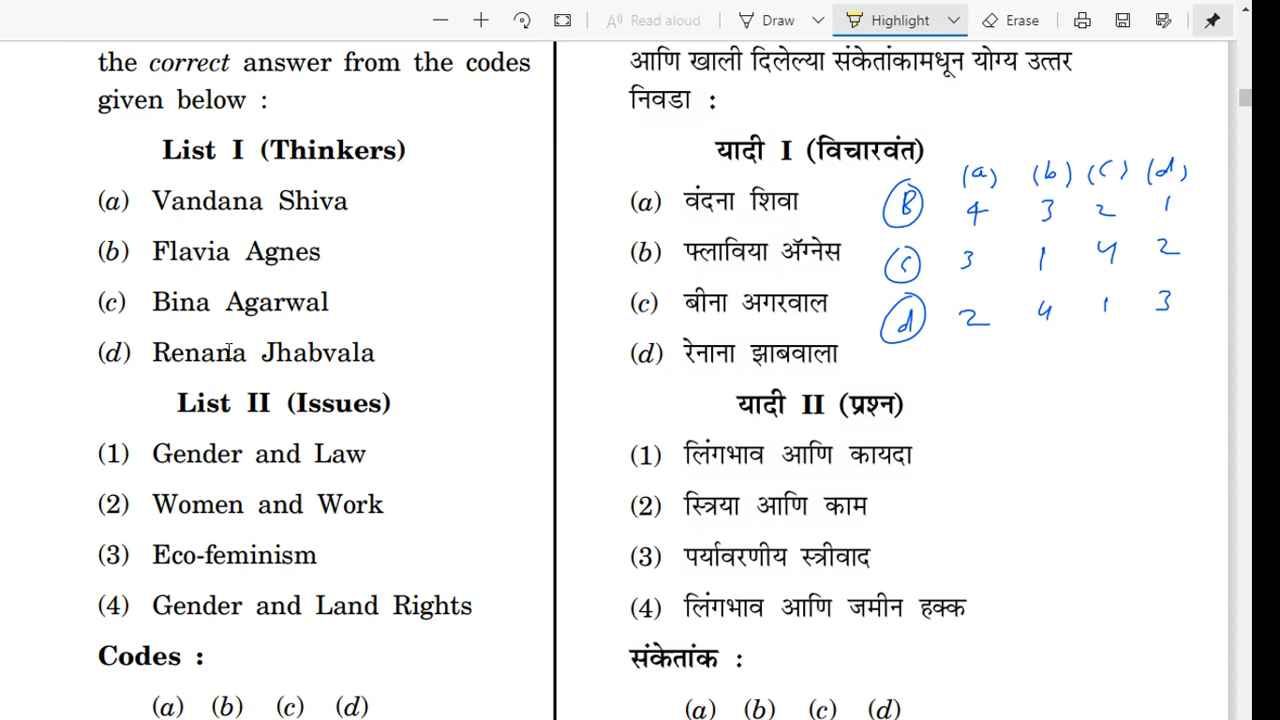 Read aloud
Draw
Highlight
Erase
the correct answer from the codes
given below :
List I (Thinkers)
(a) Vandana Shiva
(b) Flavia Agnes
(c) Bina Agarwal
(d) Renana Jhabvala
List II (Issues)
(1) Gender and Law
(2) Women and Work
(3) Eco-feminism
(4) Gender and Land Rights
Codes :
(a) (b) (c) (d)
आणि खाली दिलेल्या संकेतांकामधून योग्य उत्तर
निवडा :
यादी I (विचारवंत)
(a) वंदना शिवा
(b) फ्लाविया ॲग्नेस
(c) बीना अगरवाल
(d) रेनाना झाबवाला
यादी II (प्रश्न)
(1) लिंगभाव आणि कायदा
(2) स्त्रिया आणि काम
(3) पर्यावरणीय स्त्रीवाद
(4) लिंगभाव आणि जमीन हक्क
संकेतांक :
(a) (b) (c) (d)
(a) (b) (c) (d)
B 4 3 2 1
C 3 1 4 2
d 2 4 1 3